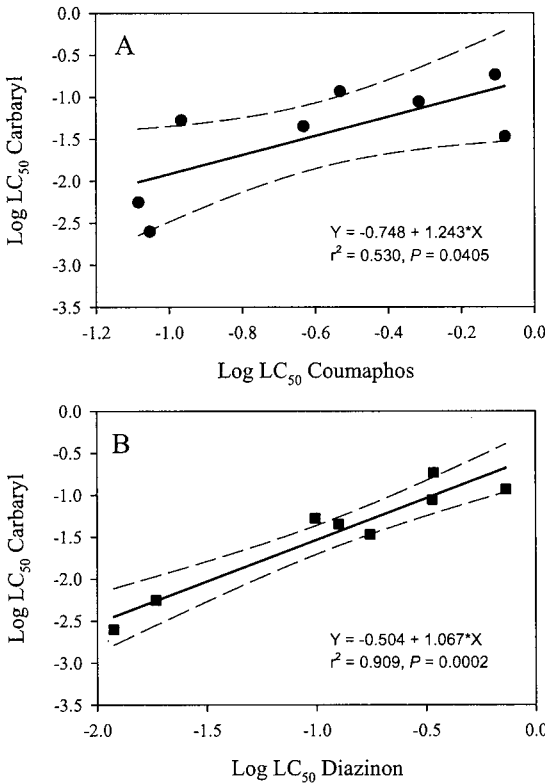 0.0
A
-0.5
-1.0
-1.5
-2.0
-2.5
-3.0
-3.5
Log LC50 Carbaryl
Y = -0.748 + 1.243*X
r2 = 0.530, P = 0.0405
-1.2 -1.0 -0.8 -0.6 -0.4 -0.2 0.0
Log LC50 Coumaphos
0.0
B
-0.5
-1.0
-1.5
-2.0
-2.5
-3.0
-3.5
Log LC50 Carbaryl
Y = -0.504 + 1.067*X
r2 = 0.909, P = 0.0002
-2.0 -1.5 -1.0 -0.5 0.0
Log LC50 Diazinon